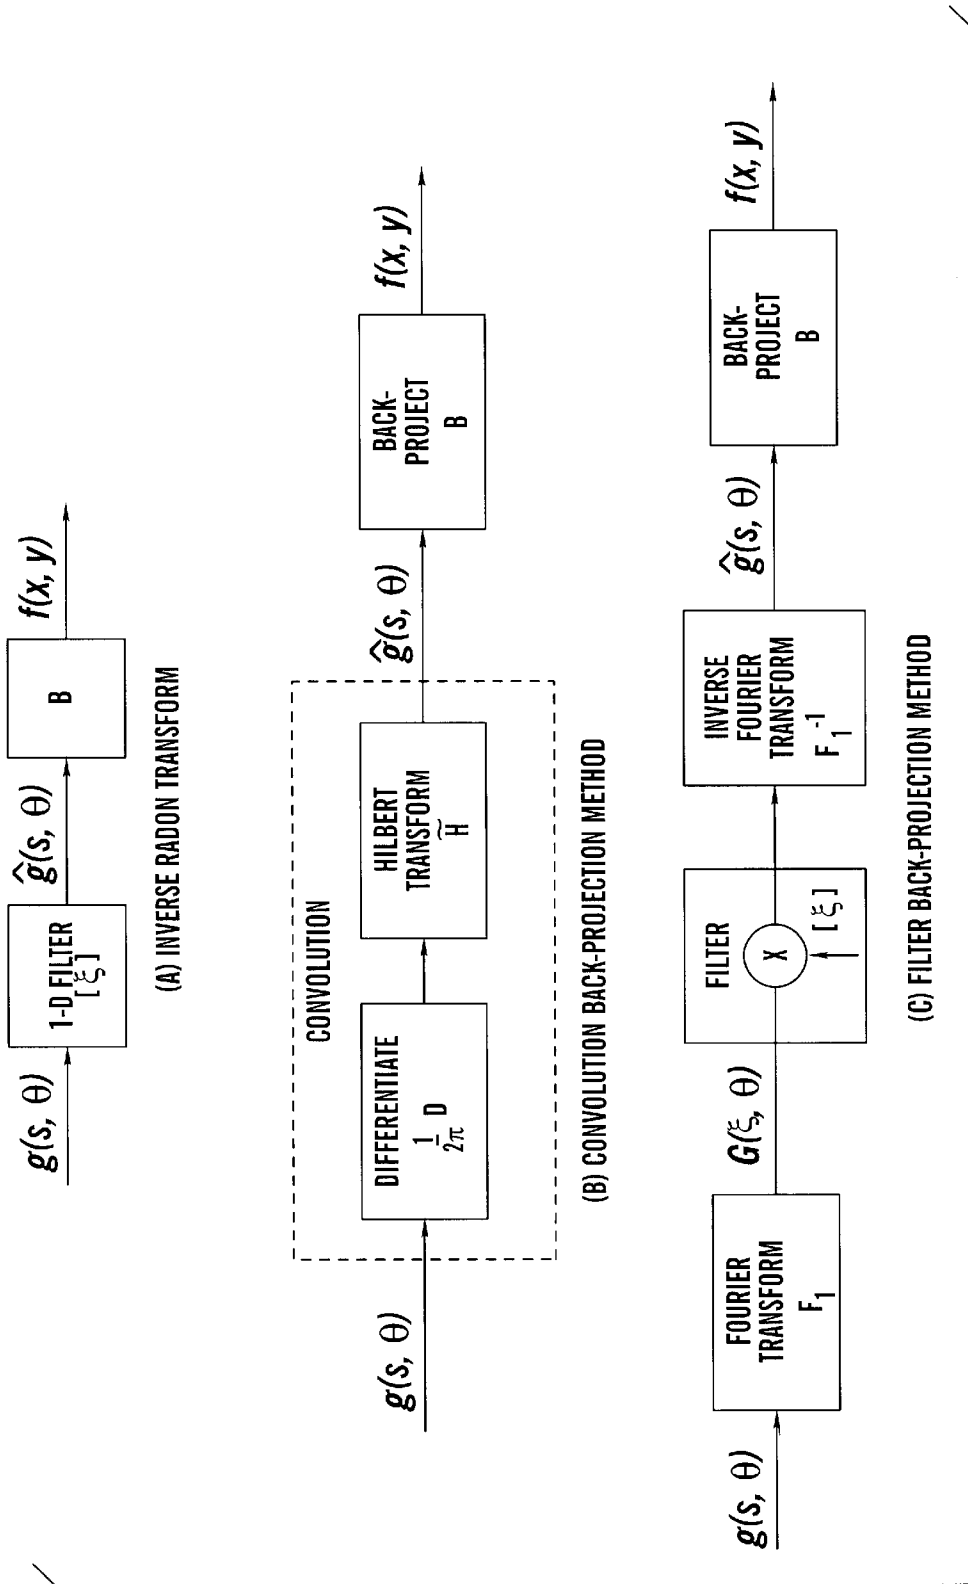 g(s, θ)
1-D FILTER
[ξ]
ĝ(s, θ)
B
f(x, y)
(A) INVERSE RADON TRANSFORM
CONVOLUTION
g(s, θ)
DIFFERENTIATE
1/2π D
HILBERT
TRANSFORM
H̃
ĝ(s, θ)
BACK-
PROJECT
B
f(x, y)
(B) CONVOLUTION BACK-PROJECTION METHOD
g(s, θ)
FOURIER
TRANSFORM
F₁
G(ξ, θ)
FILTER
X
[ξ]
INVERSE
FOURIER
TRANSFORM
F₁⁻¹
ĝ(s, θ)
BACK-
PROJECT
B
f(x, y)
(C) FILTER BACK-PROJECTION METHOD